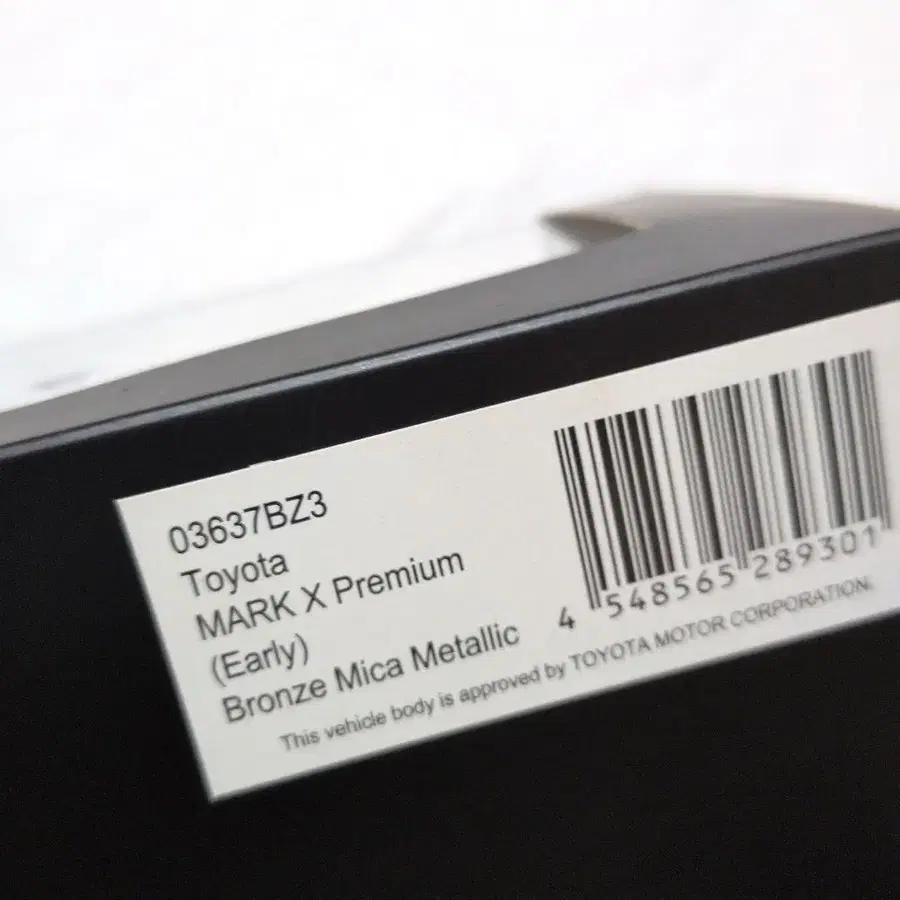 03637BZ3
Toyota
MARK X Premium
(Early)
Bronze Mica Metallic
4 548565 289301
This vehicle body is approved by TOYOTA MOTOR CORPORATION.